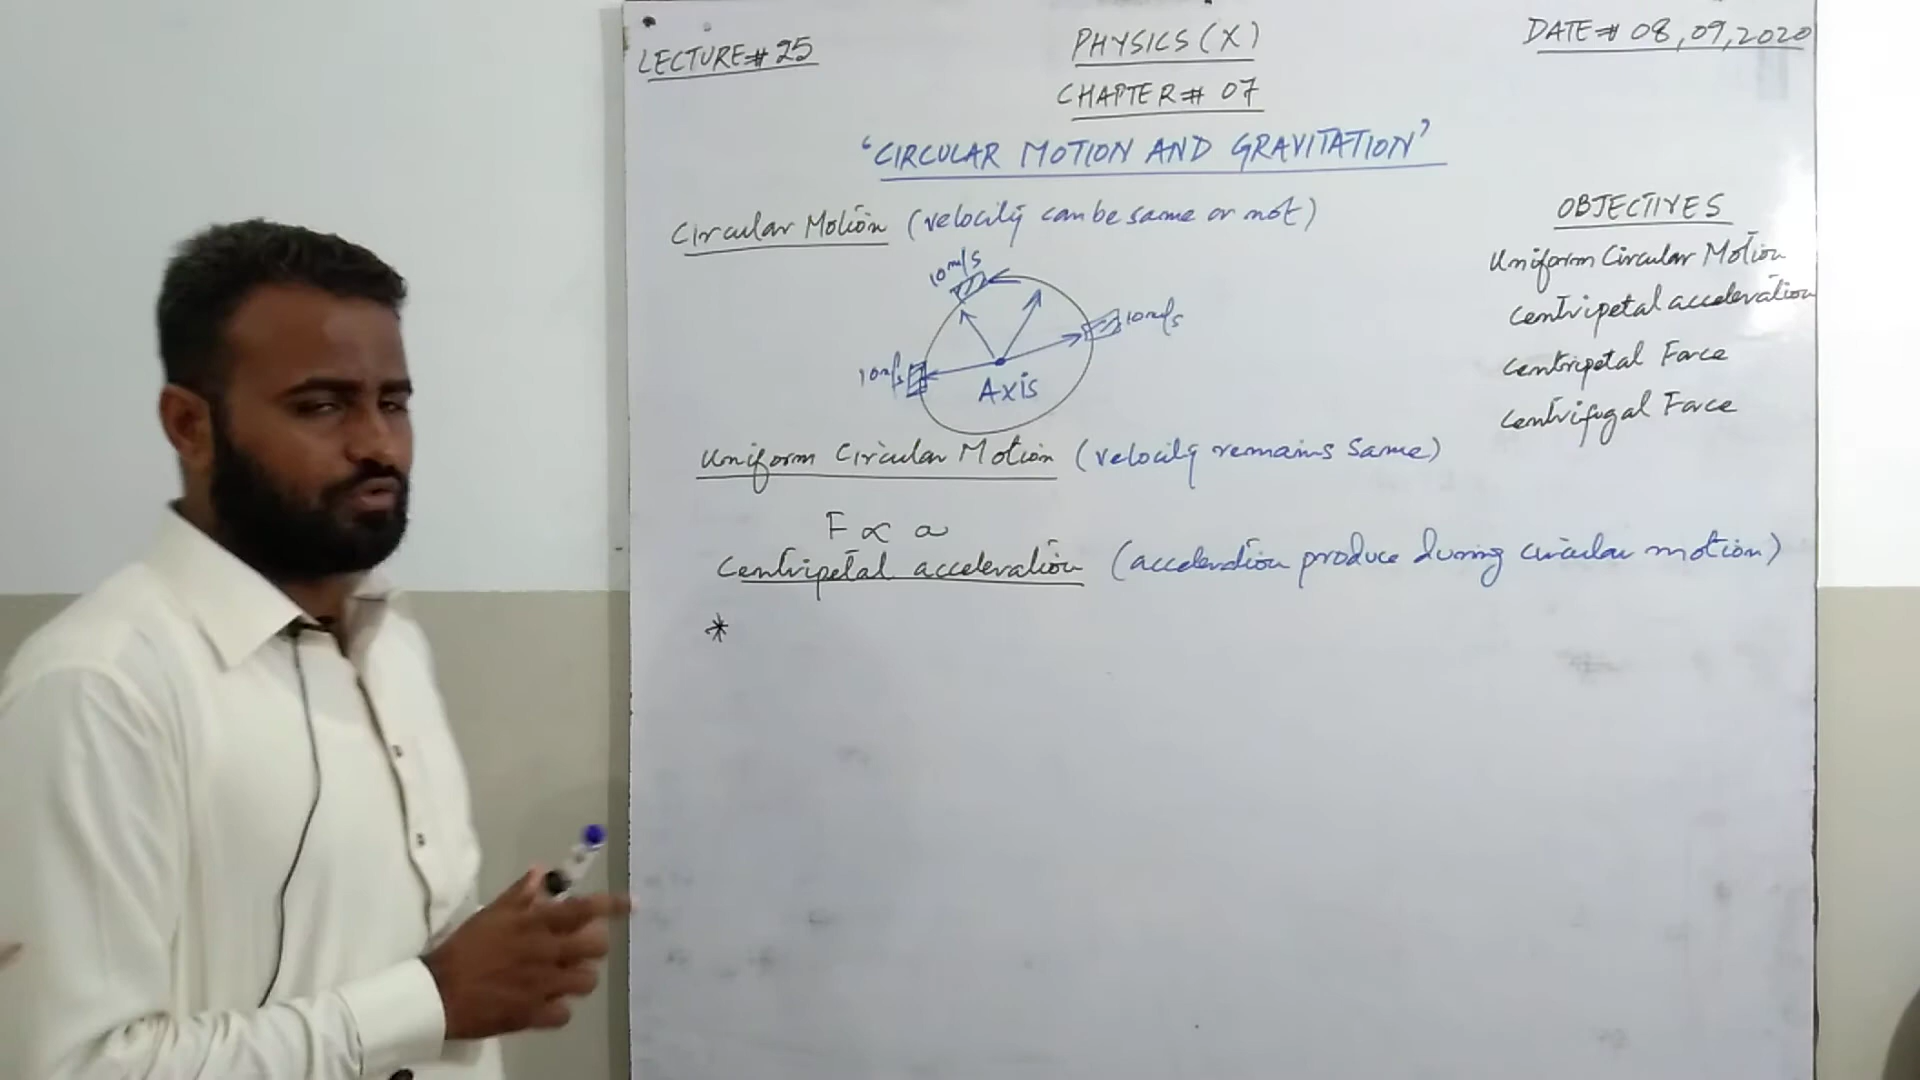 LECTURE# 25
PHYSICS (X)
DATE# 08,09,2020
CHAPTER# 07
‘CIRCULAR MOTION AND GRAVITATION’
Circular Motion (velocity can be same or not)
10m/s
10m/s
10m/s
Axis
OBJECTIVES
Uniform Circular Motion
Centripetal acceleration
Centripetal Force
Centrifugal Force
Uniform Circular Motion (velocity remains same)
F ∝ a
Centripetal acceleration (acceleration produce during circular motion)
*